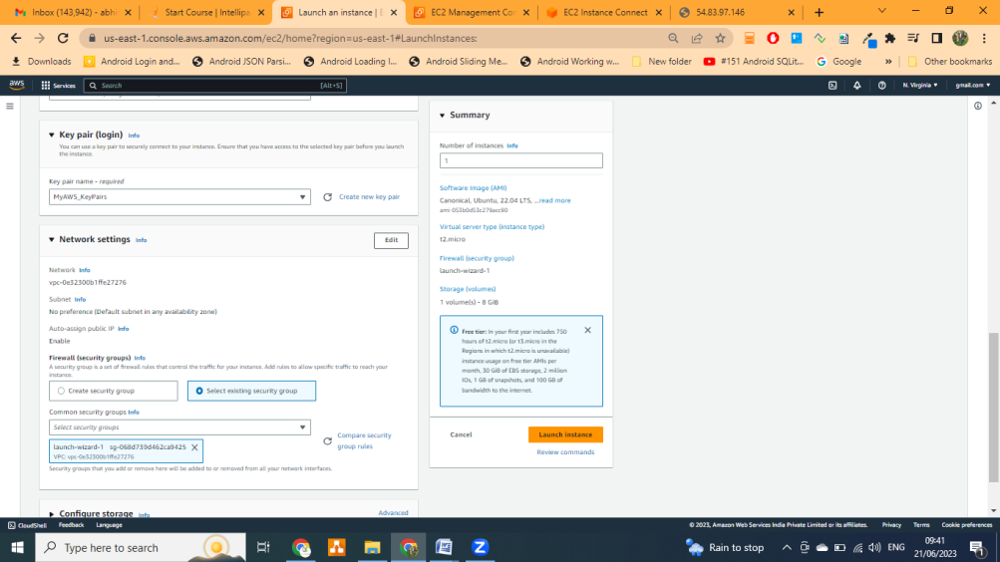 Inbox (143,942) - abhi
Start Course | Intellipa
Launch an instance | E
EC2 Management Co
EC2 Instance Connect
54.83.97.146
us-east-1.console.aws.amazon.com/ec2/home?region=us-east-1#LaunchInstances:
Downloads
Android Login and...
Android JSON Parsi...
Android Loading I...
Android Sliding Me...
Android Working w...
New folder
#151 Android SQLit...
Google
»
Other bookmarks
aws
Services
Search
[Alt+S]
N. Virginia
gmail.com
Key pair (login) Info
You can use a key pair to securely connect to your instance. Ensure that you have access to the selected key pair before you launch
the instance.
Key pair name - required
MyAWS_KeyPairs
Create new key pair
Network settings Info
Edit
Network Info
vpc-0e32300b1ffe27276
Subnet Info
No preference (Default subnet in any availability zone)
Auto-assign public IP Info
Enable
Firewall (security groups) Info
A security group is a set of firewall rules that control the traffic for your instance. Add rules to allow specific traffic to reach your
instance.
Create security group
Select existing security group
Common security groups Info
Select security groups
Compare security
group rules
launch-wizard-1 sg-068d739d462ca9425
VPC: vpc-0e32300b1ffe27276
Security groups that you add or remove here will be added to or removed from all your network interfaces.
Configure storage Info
Advanced
Summary
Number of instances Info
1
Software Image (AMI)
Canonical, Ubuntu, 22.04 LTS, ...read more
ami-053b0d53c279acc90
Virtual server type (instance type)
t2.micro
Firewall (security group)
launch-wizard-1
Storage (volumes)
1 volume(s) - 8 GiB
Free tier: In your first year includes 750
hours of t2.micro (or t3.micro in the
Regions in which t2.micro is unavailable)
instance usage on free tier AMIs per
month, 30 GiB of EBS storage, 2 million
IOs, 1 GB of snapshots, and 100 GB of
bandwidth to the internet.
Cancel
Launch instance
Review commands
CloudShell
Feedback
Language
© 2023, Amazon Web Services India Private Limited or its affiliates.
Privacy
Terms
Cookie preferences
Type here to search
Rain to stop
ENG
09:41
21/06/2023
1